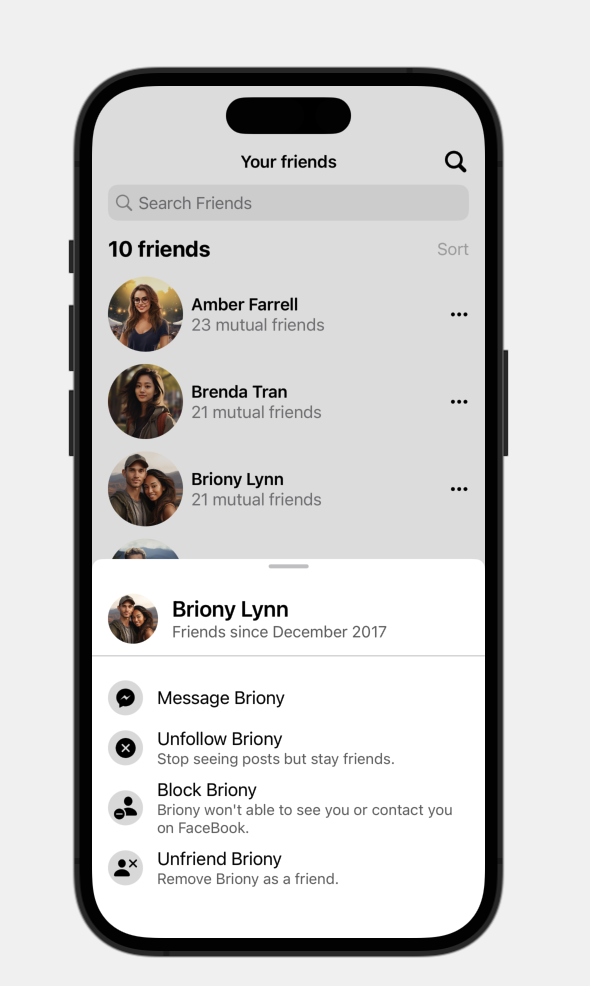 Your friends
Search Friends
10 friends
Sort
Amber Farrell
23 mutual friends
Brenda Tran
21 mutual friends
Briony Lynn
21 mutual friends
Briony Lynn
Friends since December 2017
Message Briony
Unfollow Briony
Stop seeing posts but stay friends.
Block Briony
Briony won't able to see you or contact you
on FaceBook.
Unfriend Briony
Remove Briony as a friend.